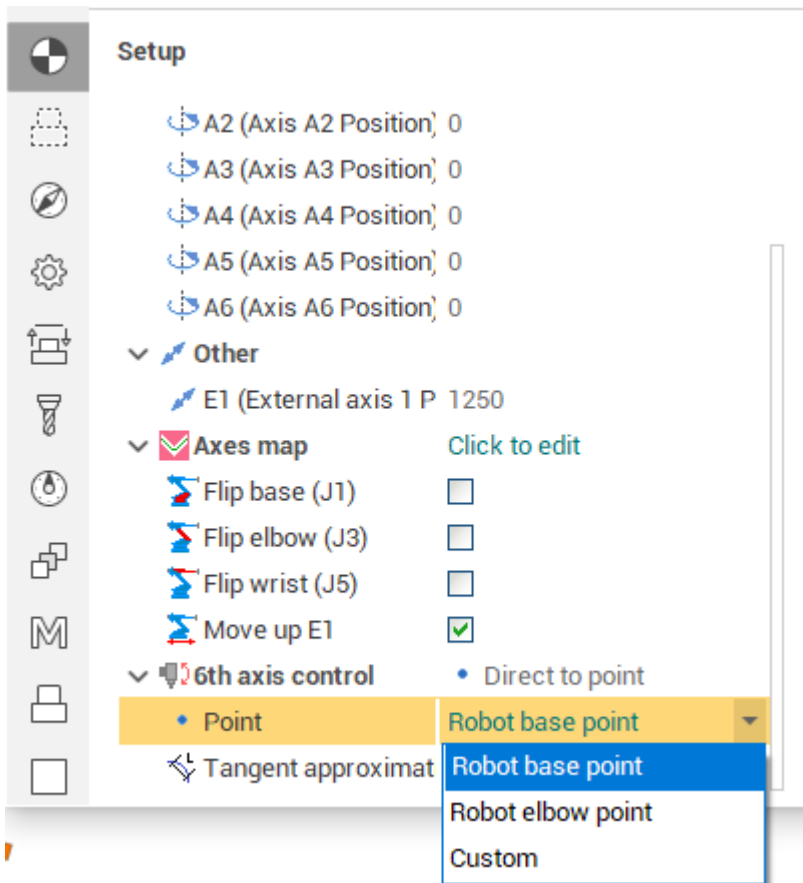 Setup
A2 (Axis A2 Position) 0
A3 (Axis A3 Position) 0
A4 (Axis A4 Position) 0
A5 (Axis A5 Position) 0
A6 (Axis A6 Position) 0
Other
E1 (External axis 1 P 1250
Axes map Click to edit
Flip base (J1)
Flip elbow (J3)
Flip wrist (J5)
Move up E1
6th axis control Direct to point
Point Robot base point
Tangent approximat Robot base point
Robot elbow point
Custom